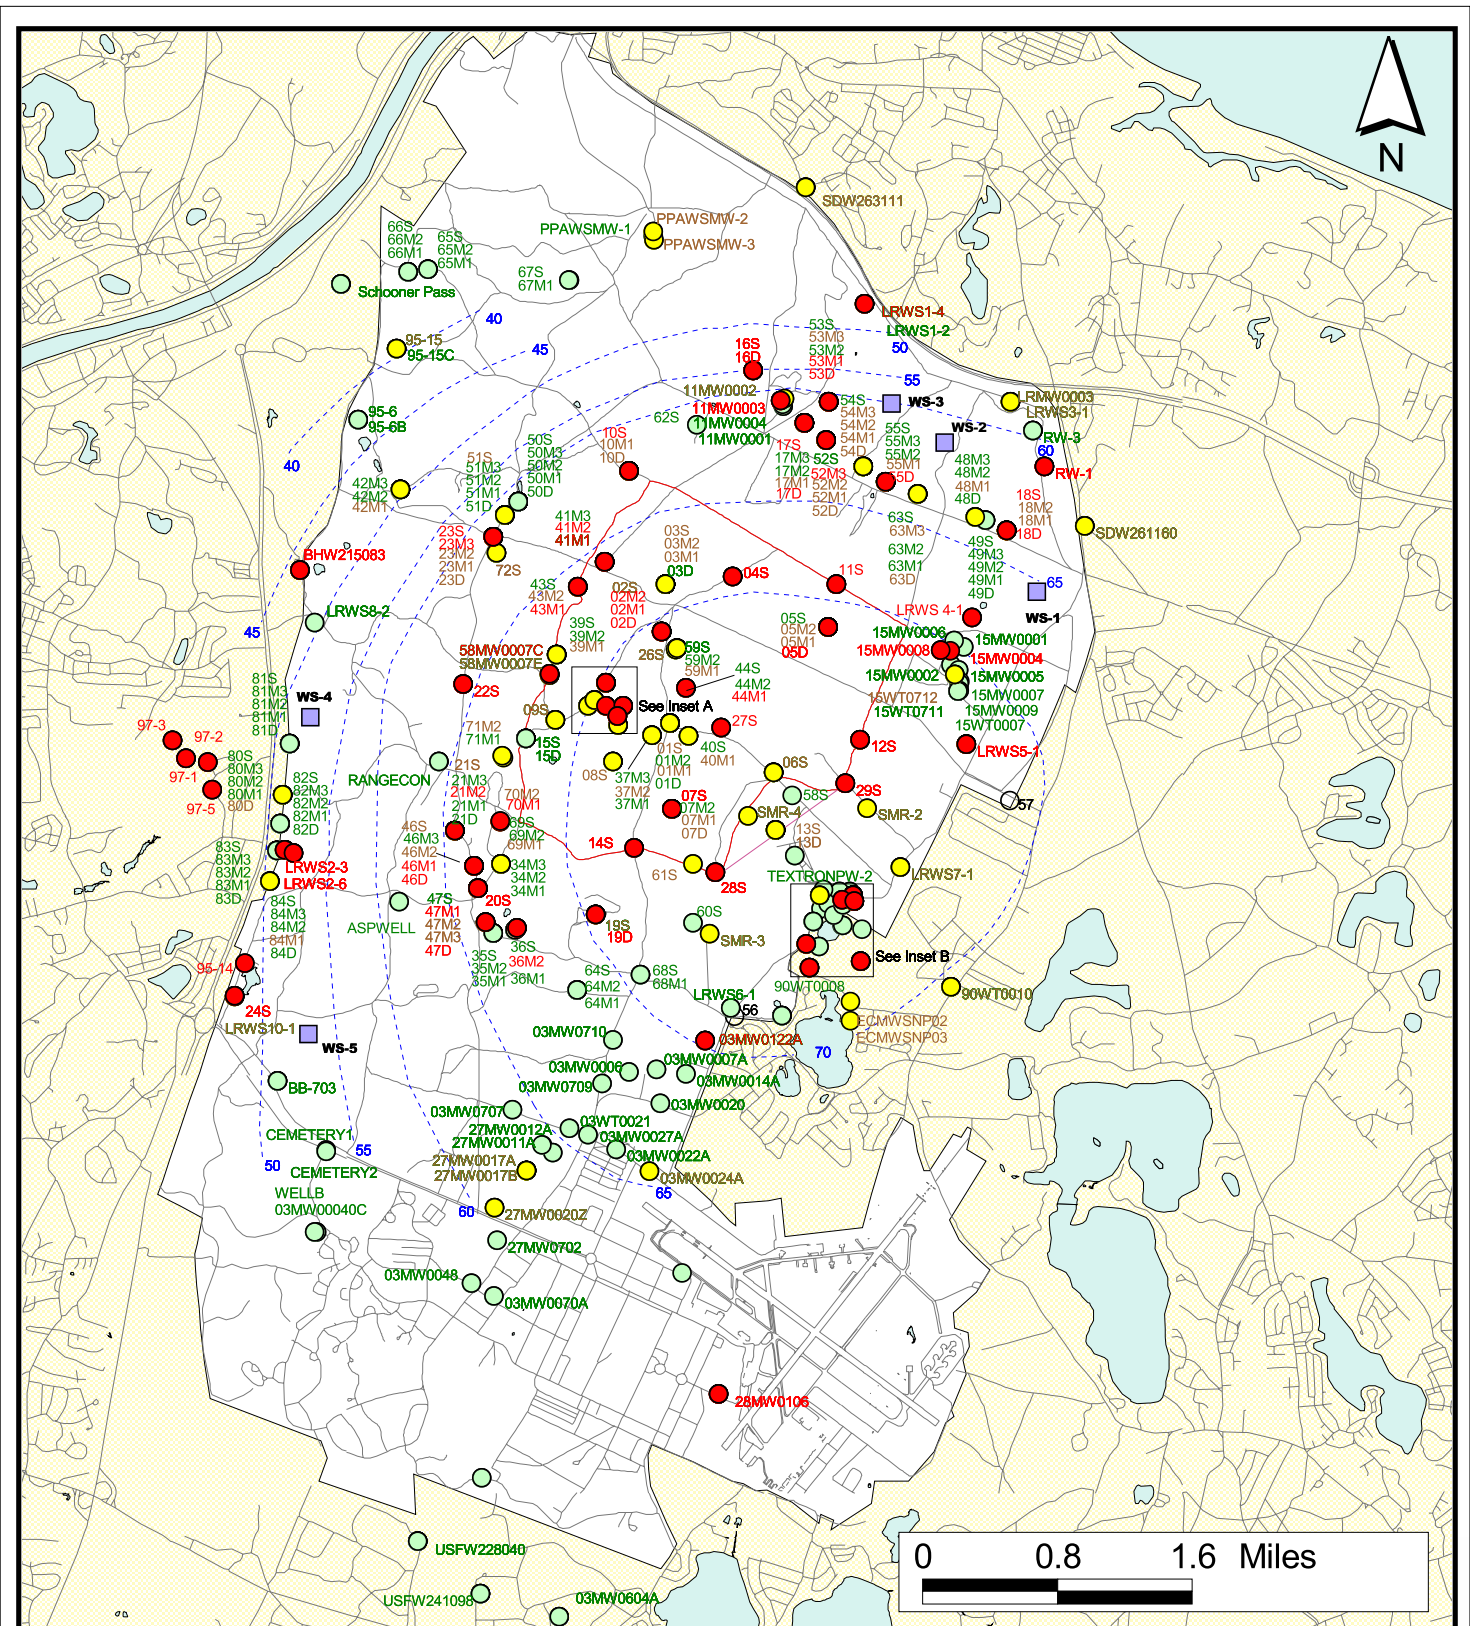 N
SDW263111
PPAWSMW-2
PPAWSMW-1
PPAWSMW-3
66S
66M2
66M1
65S
65M2
65M1
67S
67M1
Schooner Pass
40
45
95-15
95-15C
LRWS1-4
LRWS1-2
50
55
53S
53M3
53M2
53M1
53D
16S
16D
11MW0002
11MW0003
11MW0004
11MW0001
62S
WS-3
WS-2
LRMW0003
LRWS3-1
RW-3
60
RW-1
95-6
95-6B
40
54S
54M3
54M2
54M1
54D
55S
55M3
55M2
55M1
55D
48M3
48M2
48M1
48D
18S
18M2
18M1
18D
SDW261160
10S
10M1
10D
17S
17M3
17M2
17M1
17D
52S
52M3
52M2
52M1
52D
50S
50M3
50M2
50M1
50D
51S
51M3
51M2
51M1
51D
42M3
42M2
42M1
41M3
41M2
41M1
23S
23M3
23M2
23M1
23D
72S
BHW215083
03S
03M2
03M1
03D
04S
11S
63S
63M3
63M2
63M1
63D
49S
49M3
49M2
49M1
49D
65
WS-1
LRWS8-2
45
43S
43M2
43M1
02S
02M2
02M1
02D
39S
39M2
39M1
05S
05M2
05M1
05D
LRWS 4-1
15MW0006
15MW0001
15MW0008
15MW0004
15MW0002
15MW0005
15WT0712
15MW0007
15WT0711
15MW0009
15WT0007
LRWS5-1
58MW0007C
58MW0007E
26S
59S
59M2
59M1
22S
44S
44M2
44M1
See Inset A
09S
27S
12S
81S
81M3
81M2
81M1
81D
WS-4
97-3
97-2
97-1
97-5
80S
80M3
80M2
80M1
80D
71M2
71M1
15S
15D
RANGECON
21S
21M3
21M2
21M1
21D
08S
01S
01M2
01M1
01D
40S
40M1
37M3
37M2
37M1
06S
29S
57
58S
SMR-4
SMR-2
07S
07M2
07M1
07D
13S
13D
82S
82M3
82M2
82M1
82D
70M2
70M1
69S
69M2
69M1
46S
46M3
46M2
46M1
46D
34M3
34M2
34M1
14S
61S
28S
LRWS7-1
TEXTRONPW-2
83S
83M3
83M2
83M1
83D
LRWS2-3
LRWS2-6
84S
84M3
84M2
84M1
84D
ASPWELL
20S
47S
47M1
47M2
47M3
47D
19S
19D
60S
SMR-3
See Inset B
35S
35M2
35M1
36S
36M2
36M1
64S
64M2
64M1
68S
68M1
90WT0008
90WT0010
95-14
24S
LRWS10-1
WS-5
LRWS6-1
56
ECMWSNP02
ECMWSNP03
70
03MW0710
03MW0122A
03MW0006
03MW0007A
03MW0709
03MW0014A
03MW0020
BB-703
03MW0707
27MW0012A
27MW0011A
03WT0021
03MW0027A
03MW0022A
27MW0017A
27MW0017B
03MW0024A
65
CEMETERY1
CEMETERY2
50
55
60
WELLB
03MW00040C
27MW0020Z
27MW0702
03MW0048
03MW0070A
28MW0106
USFW228040
USFW241098
03MW0604A
0 0.8 1.6 Miles